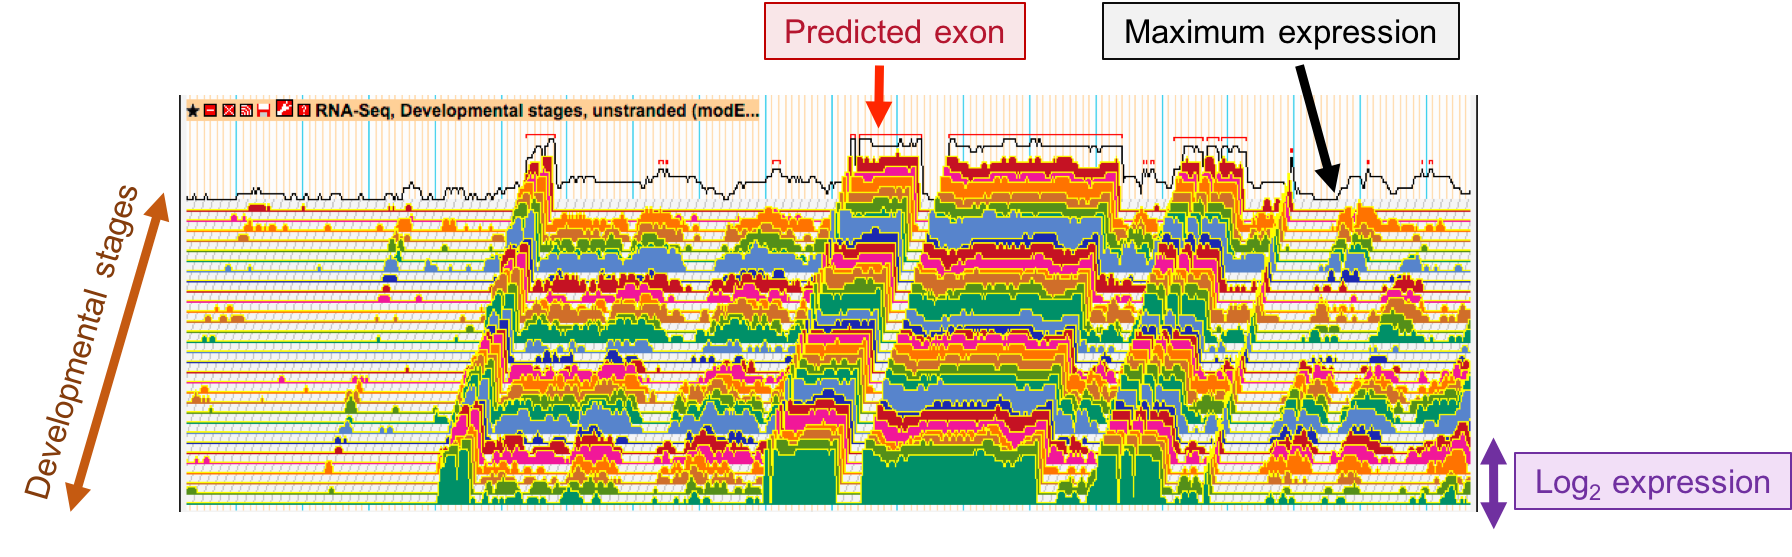 Predicted exon
Maximum expression
RNA-Seq, Developmental stages, unstranded (modE...
Developmental stages
Log₂ expression